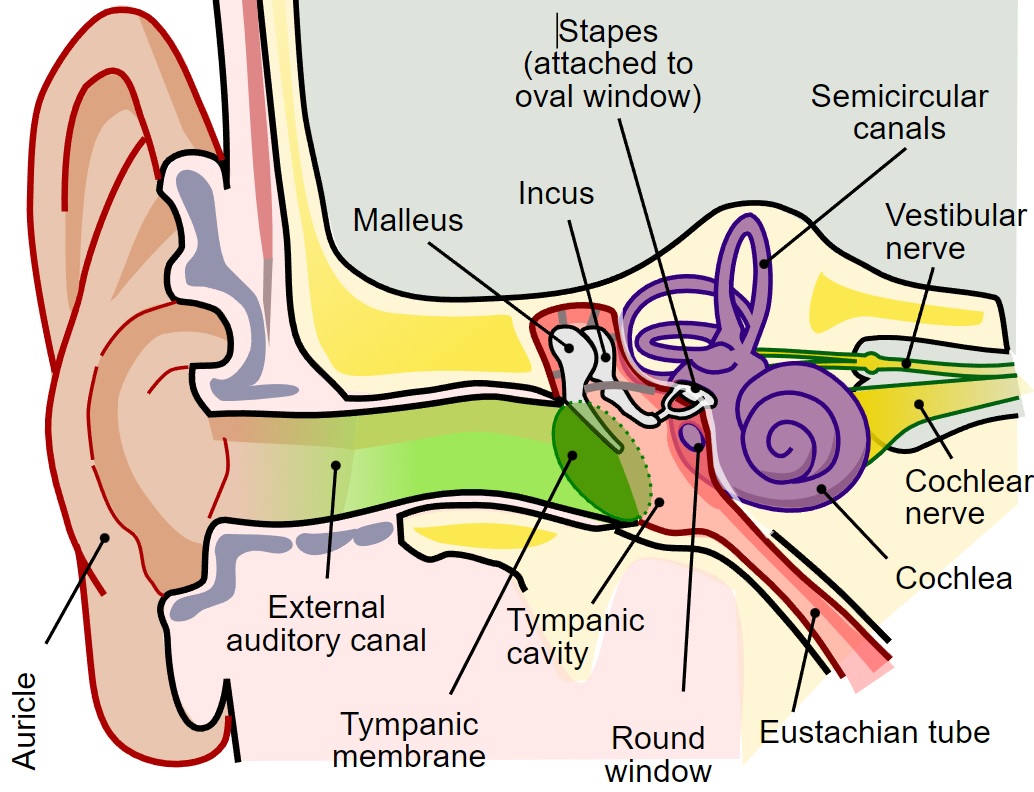 Stapes
(attached to
oval window)
Semicircular
canals
Incus
Malleus
Vestibular
nerve
Cochlear
nerve
Cochlea
External
auditory canal
Tympanic
cavity
Auricle
Tympanic
membrane
Round
window
Eustachian tube